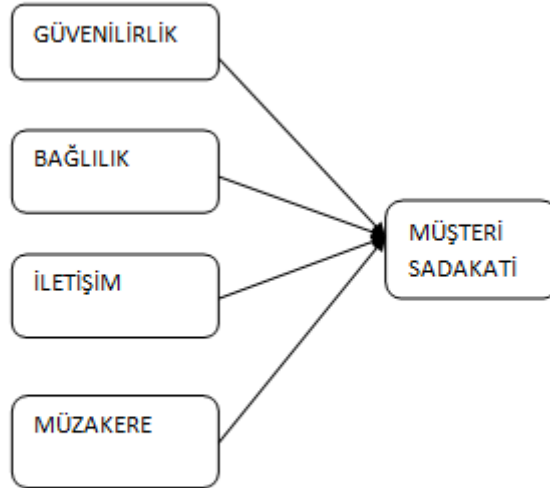 GÜVENİLİRLİK
BAĞLILIK
İLETİŞİM
MÜZAKERE
MÜŞTERİ
SADAKATİ